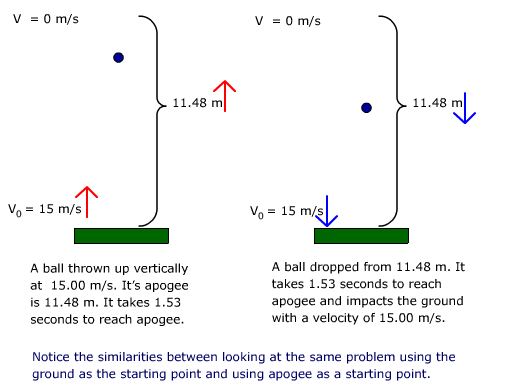 V = 0 m/s
11.48 m
V0 = 15 m/s
A ball thrown up vertically
at 15.00 m/s. It's apogee
is 11.48 m. It takes 1.53
seconds to reach apogee.
V = 0 m/s
11.48 m
V0 = 15 m/s
A ball dropped from 11.48 m. It
takes 1.53 seconds to reach
apogee and impacts the ground
with a velocity of 15.00 m/s.
Notice the similarities between looking at the same problem using the
ground as the starting point and using apogee as a starting point.